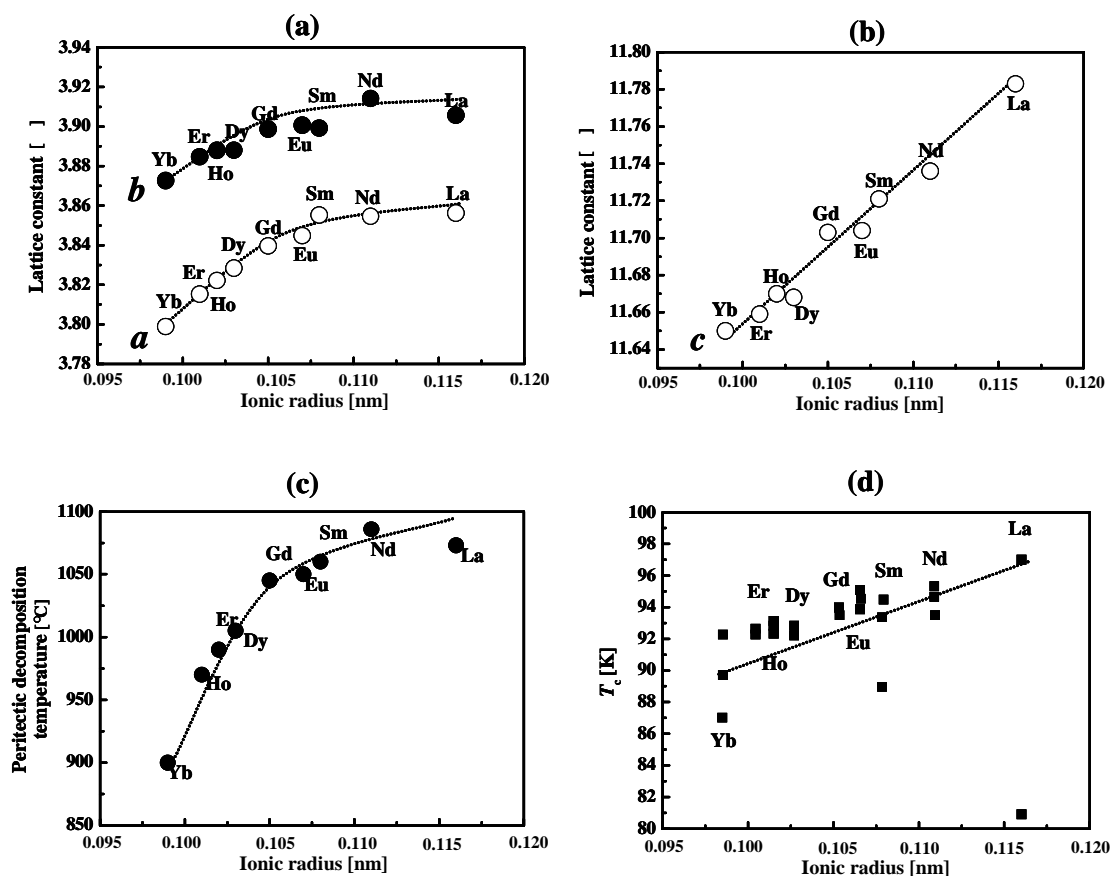 (a)
3.94
3.92
3.90
3.88
3.86
3.84
3.82
3.80
3.78
Lattice constant [ ]
Yb
Er
Ho
Dy
Gd
Eu
Sm
Nd
La
b
Yb
Er
Ho
Dy
Gd
Eu
Sm
Nd
La
a
0.095 0.100 0.105 0.110 0.115 0.120
Ionic radius [nm]
(b)
11.80
11.78
11.76
11.74
11.72
11.70
11.68
11.66
11.64
Lattice constant [ ]
Yb
Er
Ho
Dy
Gd
Eu
Sm
Nd
La
c
0.095 0.100 0.105 0.110 0.115 0.120
Ionic radius [nm]
(c)
1100
1050
1000
950
900
850
Peritectic decomposition
temperature [°C]
Yb
Ho
Er
Dy
Gd
Eu
Sm
Nd
La
0.095 0.100 0.105 0.110 0.115 0.120
Ionic radius [nm]
(d)
100
98
96
94
92
90
88
86
84
82
80
Tc [K]
Yb
Er
Ho
Dy
Gd
Eu
Sm
Nd
La
0.095 0.100 0.105 0.110 0.115 0.120
Ionic radius [nm]